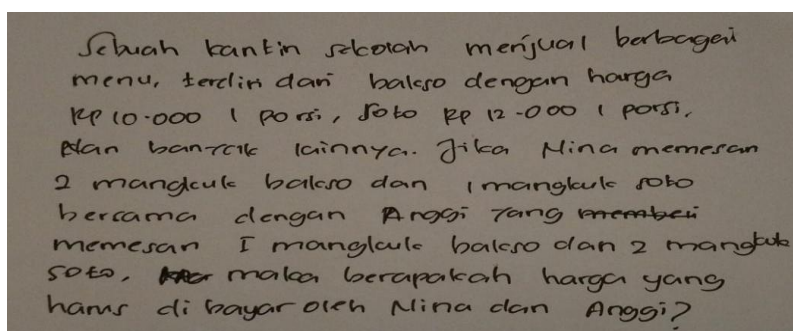 Sebuah kantin sekolah menjual berbagai
menu, terdiri dari bakso dengan harga
Rp 10.000 1 porsi, Soto Rp 12.000 1 porsi,
dan banyak lainnya. Jika Nina memesan
2 mangkuk bakso dan 1 mangkuk soto
bersama dengan Anggi yang
memesan 1 mangkuk bakso dan 2 mangkuk
soto, maka berapakah harga yang
harus di bayar oleh Nina dan Anggi?